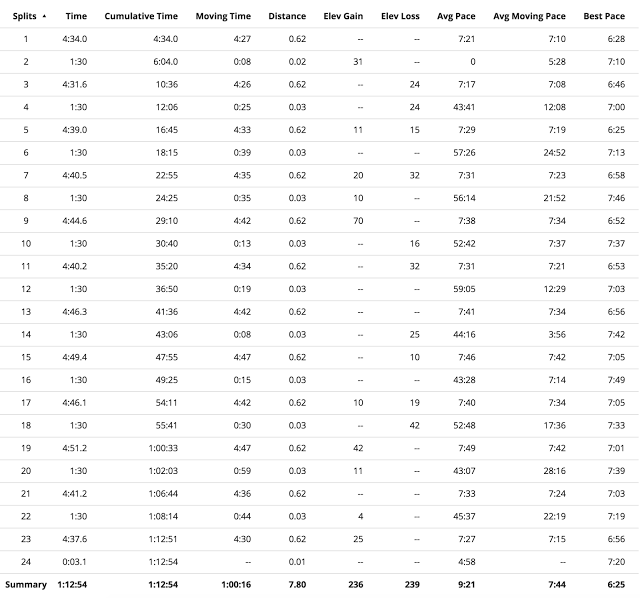 Splits ▲ Time Cumulative Time Moving Time Distance Elev Gain Elev Loss Avg Pace Avg Moving Pace Best Pace
1 4:34.0 4:34.0 4:27 0.62 -- -- 7:21 7:10 6:28
2 1:30 6:04.0 0:08 0.02 31 -- 0 5:28 7:10
3 4:31.6 10:36 4:26 0.62 -- 24 7:17 7:08 6:46
4 1:30 12:06 0:25 0.03 -- 24 43:41 12:08 7:00
5 4:39.0 16:45 4:33 0.62 11 15 7:29 7:19 6:25
6 1:30 18:15 0:39 0.03 -- -- 57:26 24:52 7:13
7 4:40.5 22:55 4:35 0.62 20 32 7:31 7:23 6:58
8 1:30 24:25 0:35 0.03 10 -- 56:14 21:52 7:46
9 4:44.6 29:10 4:42 0.62 70 -- 7:38 7:34 6:52
10 1:30 30:40 0:13 0.03 -- 16 52:42 7:37 7:37
11 4:40.2 35:20 4:34 0.62 -- 32 7:31 7:21 6:53
12 1:30 36:50 0:19 0.03 -- -- 59:05 12:29 7:03
13 4:46.3 41:36 4:42 0.62 -- -- 7:41 7:34 6:56
14 1:30 43:06 0:08 0.03 -- 25 44:16 3:56 7:42
15 4:49.4 47:55 4:47 0.62 -- 10 7:46 7:42 7:05
16 1:30 49:25 0:15 0.03 -- -- 43:28 7:14 7:49
17 4:46.1 54:11 4:42 0.62 10 19 7:40 7:34 7:05
18 1:30 55:41 0:30 0.03 -- 42 52:48 17:36 7:33
19 4:51.2 1:00:33 4:47 0.62 42 -- 7:49 7:42 7:01
20 1:30 1:02:03 0:59 0.03 11 -- 43:07 28:16 7:39
21 4:41.2 1:06:44 4:36 0.62 -- -- 7:33 7:24 7:03
22 1:30 1:08:14 0:44 0.03 4 -- 45:37 22:19 7:19
23 4:37.6 1:12:51 4:30 0.62 25 -- 7:27 7:15 6:56
24 0:03.1 1:12:54 -- 0.01 -- -- 4:58 -- 7:20
Summary 1:12:54 1:12:54 1:00:16 7.80 236 239 9:21 7:44 6:25